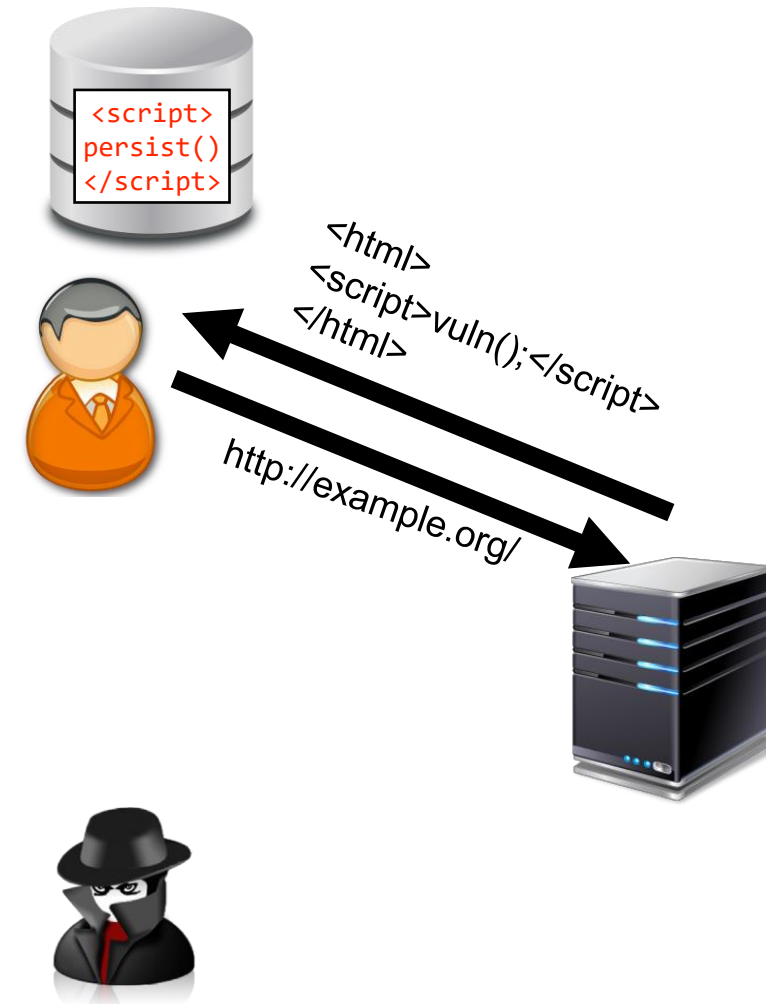 <script>
persist()
</script>
<html>
<script>vuln();</script>
</html>
http://example.org/